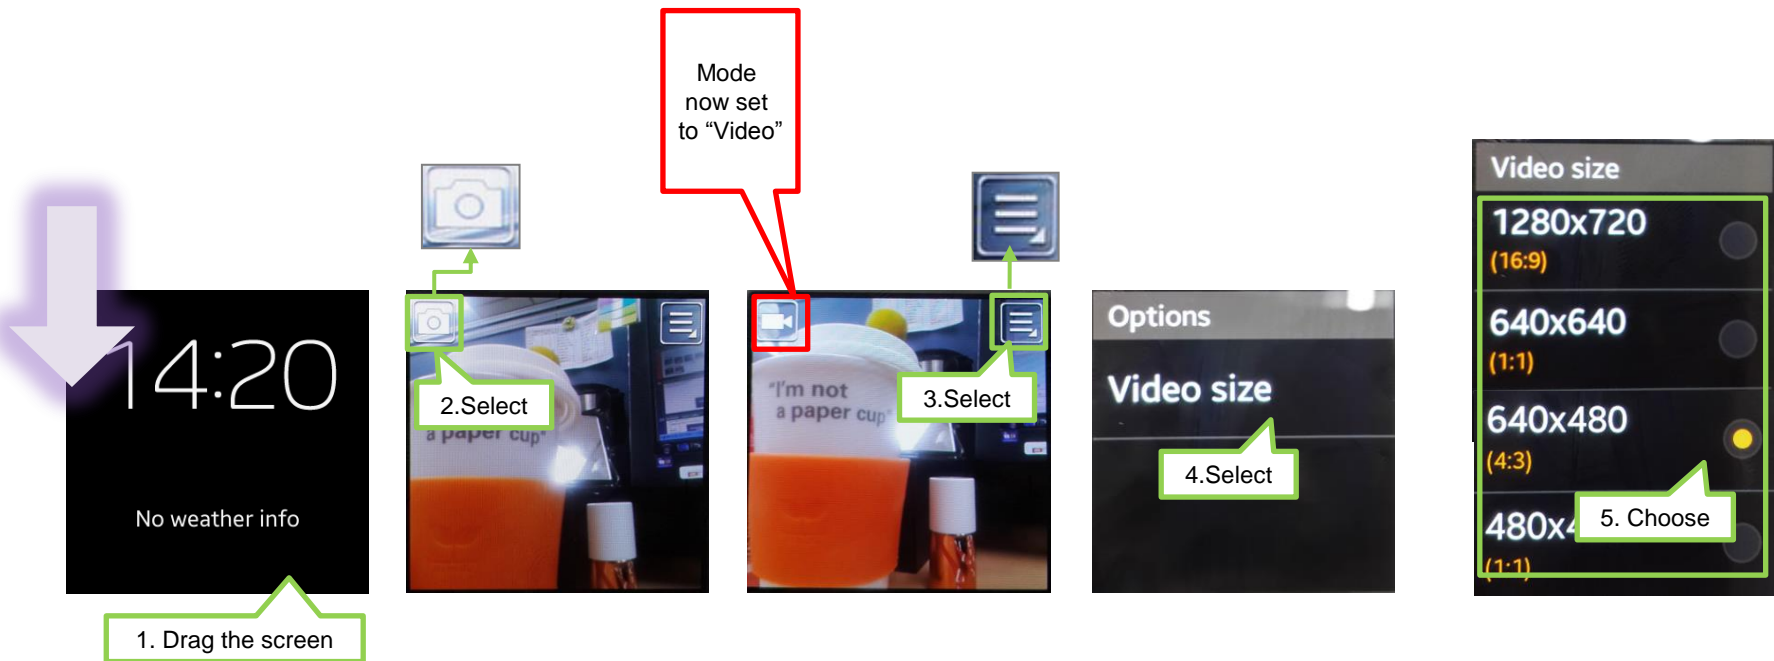 Mode
now set
to “Video”
14:20
No weather info
1. Drag the screen
2.Select
a paper cup"
"I'm not
a paper cup"
3.Select
Options
Video size
4.Select
Video size
1280x720
(16:9)
640x640
(1:1)
640x480
(4:3)
480x4
(1:1)
5. Choose